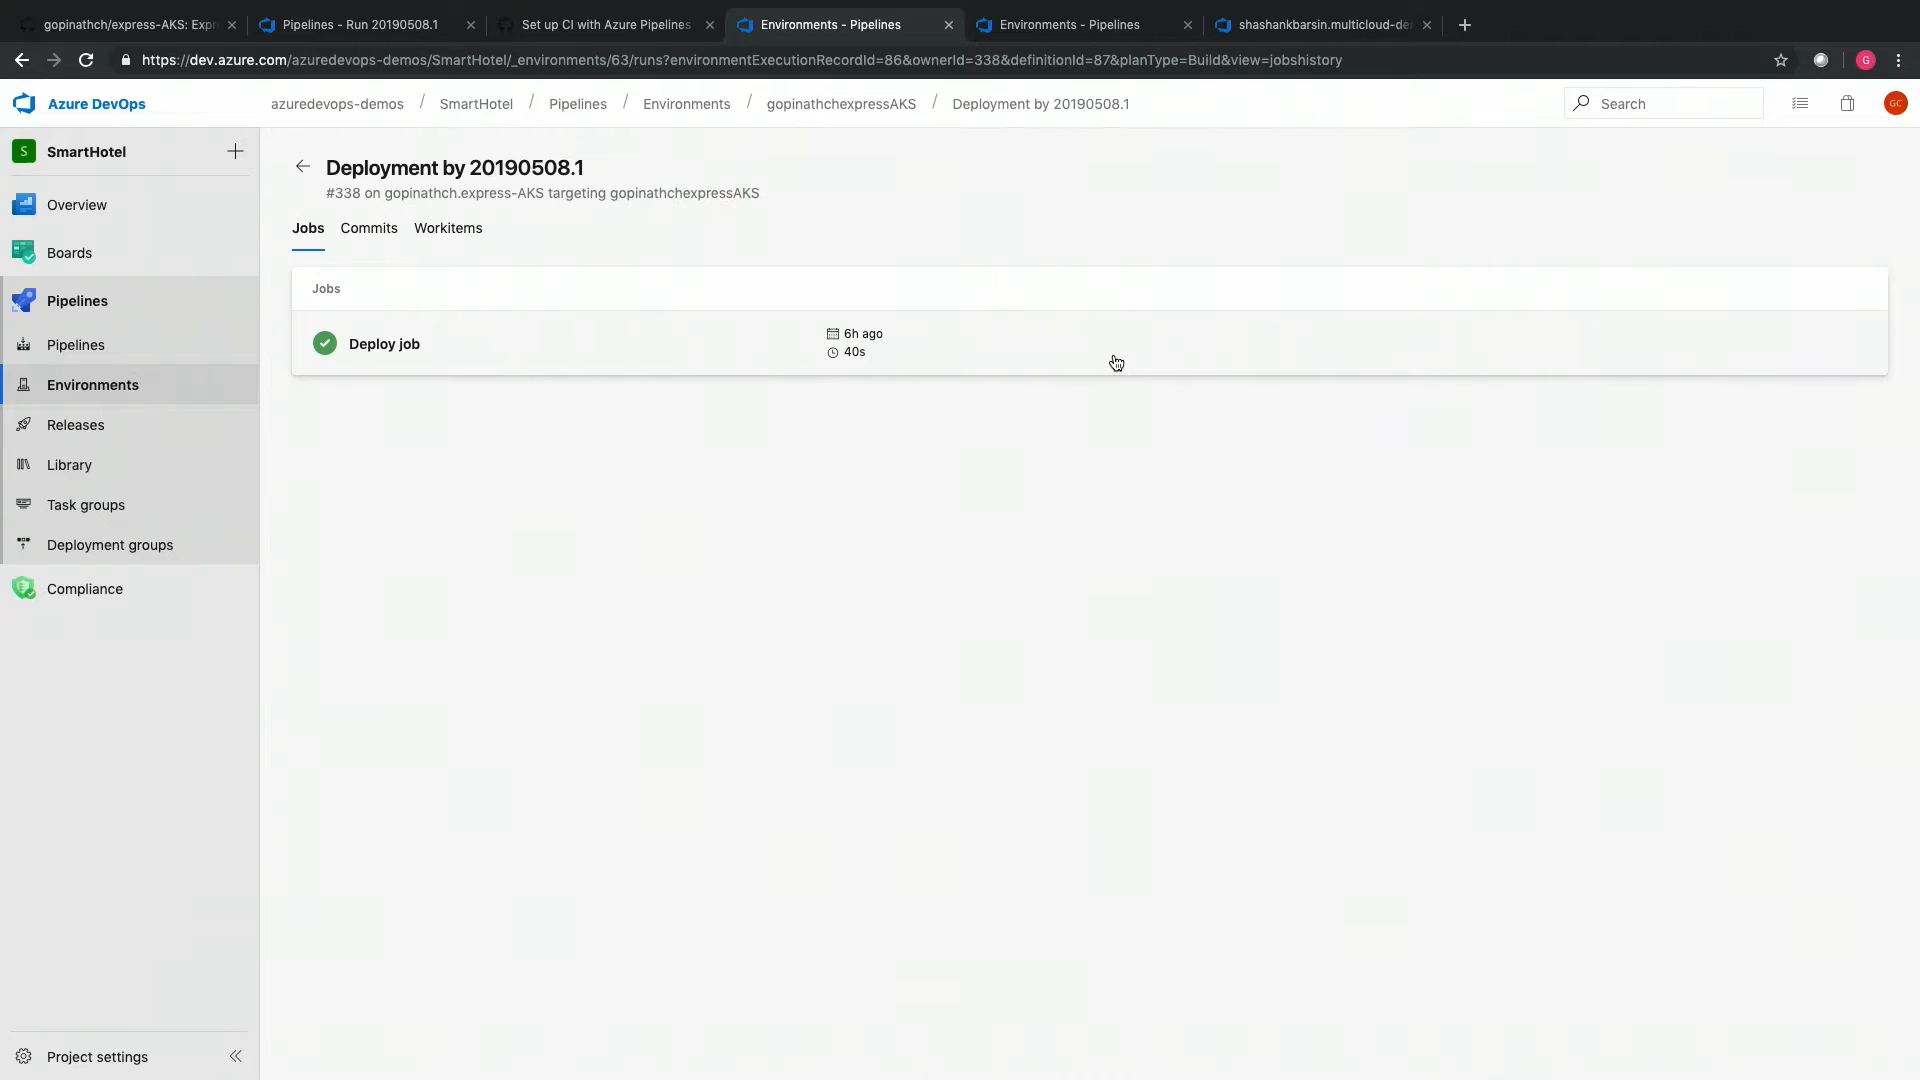 gopinathch/express-AKS: Expr
Pipelines - Run 20190508.1
Set up CI with Azure Pipelines
Environments - Pipelines
Environments - Pipelines
shashankbarsin.multicloud-de
https://dev.azure.com/azuredevops-demos/SmartHotel/_environments/63/runs?environmentExecutionRecordId=86&ownerId=338&definitionId=87&planType=Build&view=jobshistory
G
Azure DevOps
azuredevops-demos / SmartHotel / Pipelines / Environments / gopinathchexpressAKS / Deployment by 20190508.1
Search
GC
S SmartHotel
Overview
Boards
Pipelines
Pipelines
Environments
Releases
Library
Task groups
Deployment groups
Compliance
Project settings
Deployment by 20190508.1
#338 on gopinathch.express-AKS targeting gopinathchexpressAKS
Jobs Commits Workitems
Jobs
Deploy job
6h ago
40s